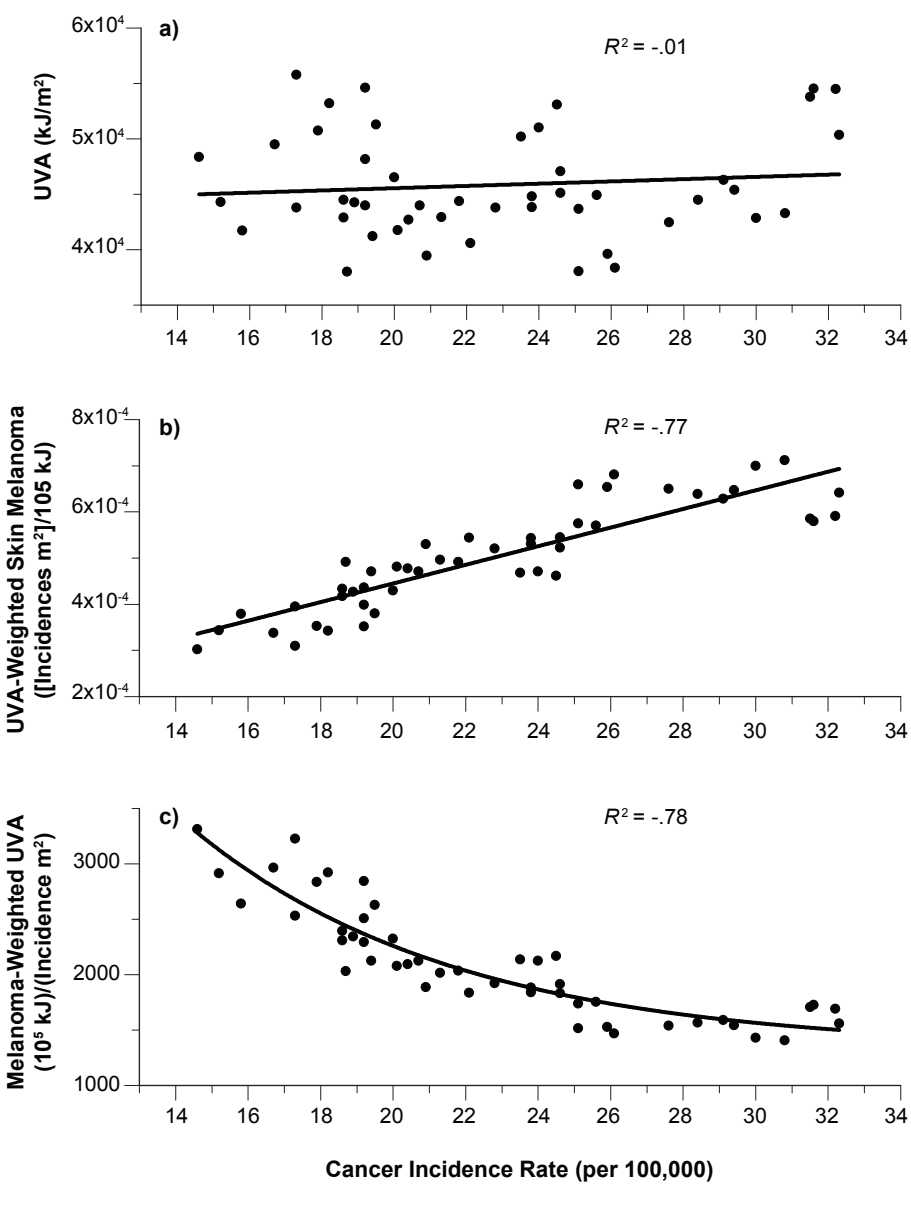 a)
R² = -.01
UVA (kJ/m²)
6x10⁴
5x10⁴
4x10⁴
14 16 18 20 22 24 26 28 30 32 34
b)
R² = -.77
UVA-Weighted Skin Melanoma
([Incidences m²]/105 kJ)
8x10⁻⁴
6x10⁻⁴
4x10⁻⁴
2x10⁻⁴
14 16 18 20 22 24 26 28 30 32 34
c)
R² = -.78
Melanoma-Weighted UVA
(10⁵ kJ)/(Incidence m²)
3000
2000
1000
14 16 18 20 22 24 26 28 30 32 34
Cancer Incidence Rate (per 100,000)